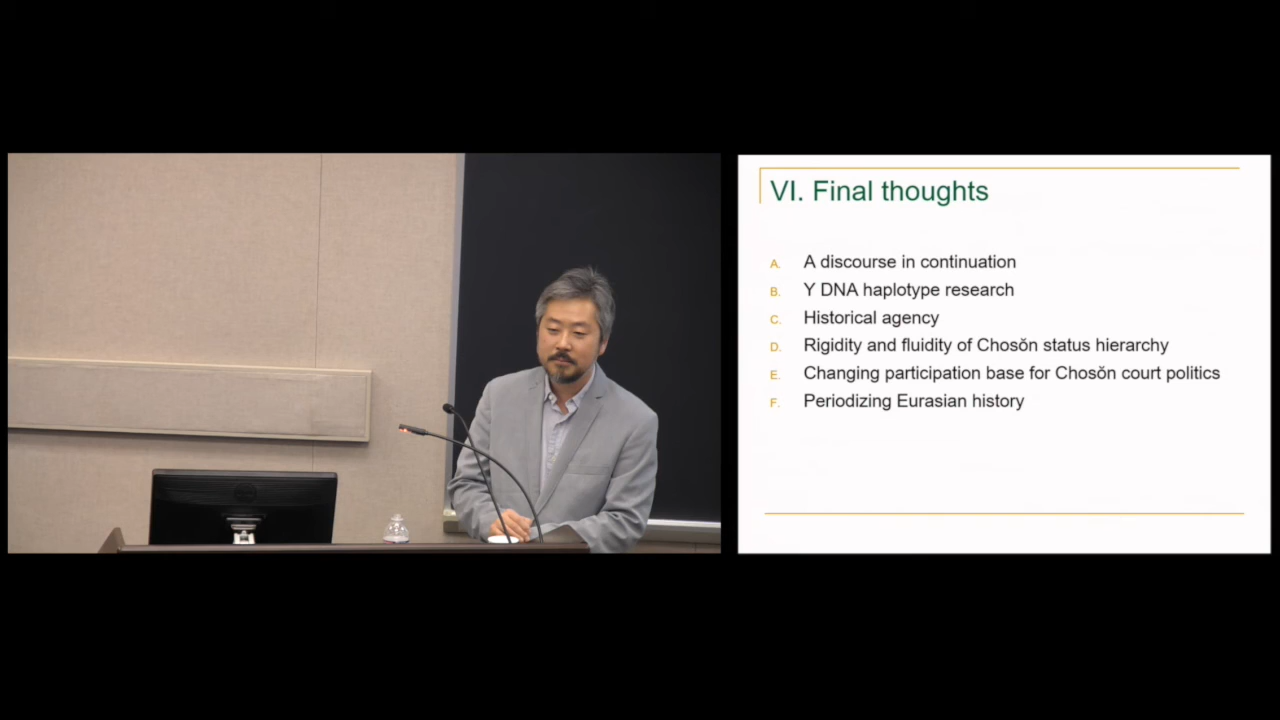 VI. Final thoughts
A. A discourse in continuation
B. Y DNA haplotype research
C. Historical agency
D. Rigidity and fluidity of Chosŏn status hierarchy
E. Changing participation base for Chosŏn court politics
F. Periodizing Eurasian history